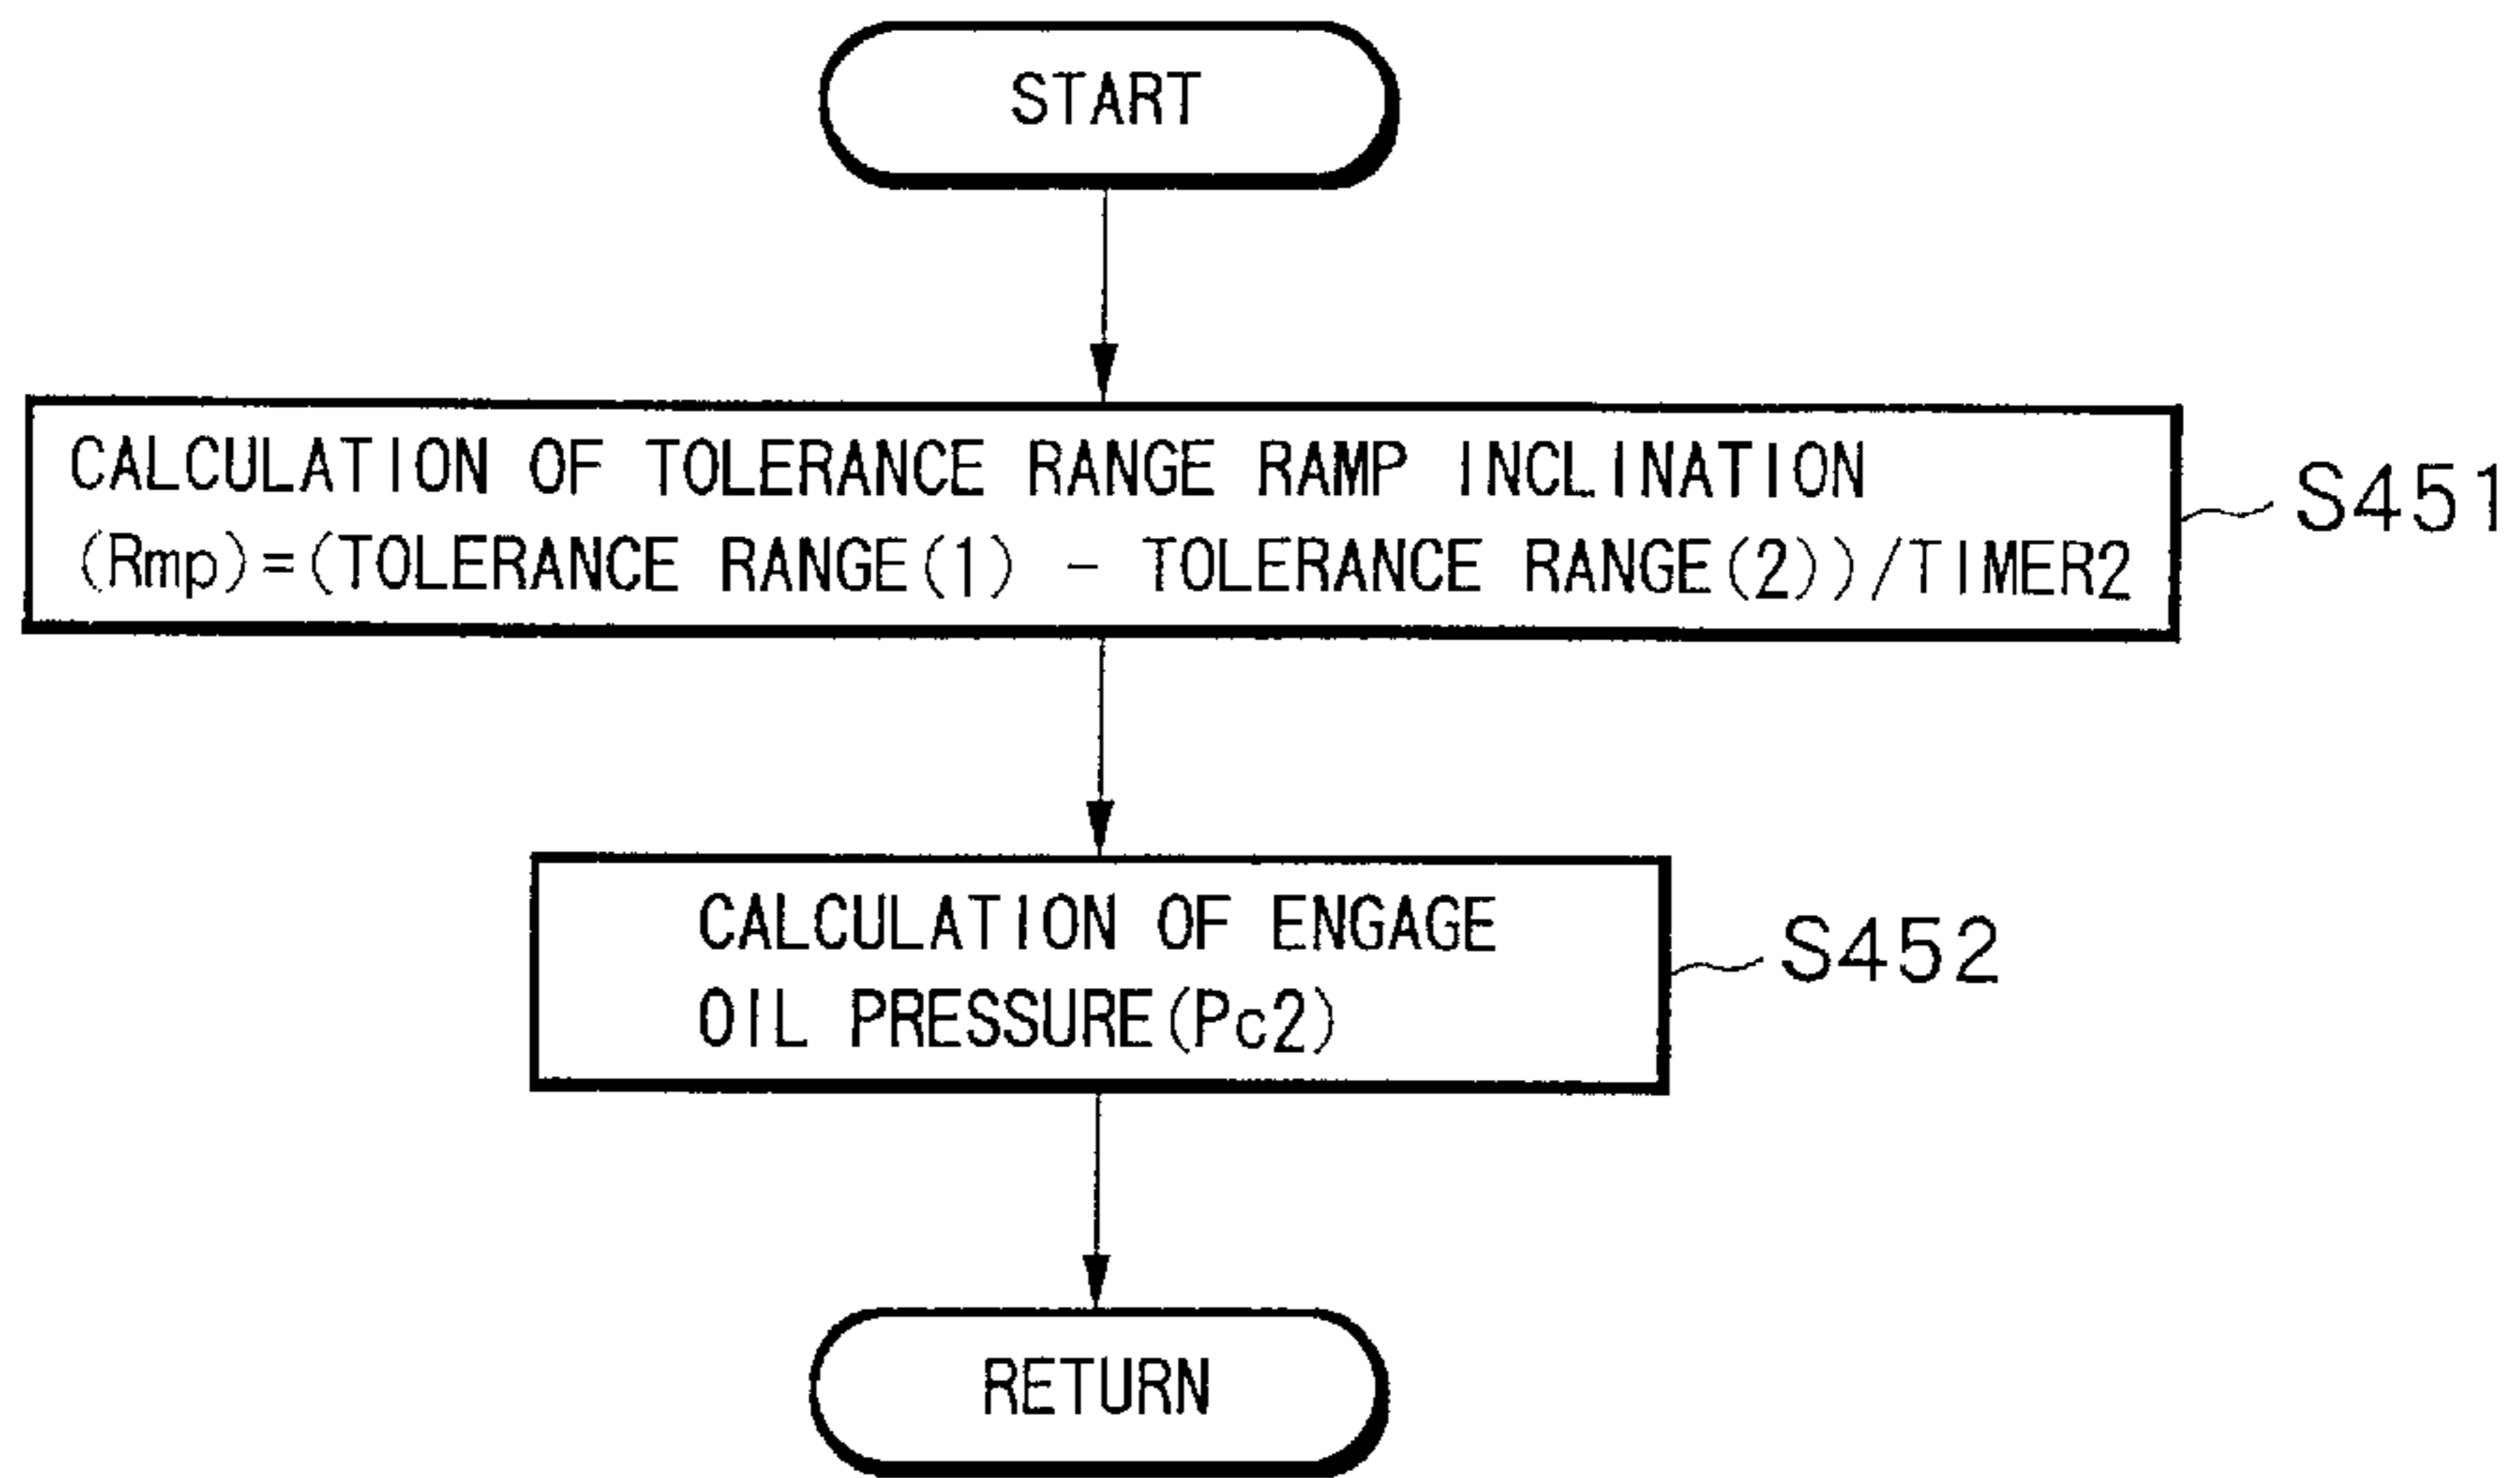 START
CALCULATION OF TOLERANCE RANGE RAMP INCLINATION
(Rmp)=(TOLERANCE RANGE(1) - TOLERANCE RANGE(2))/TIMER2
S451
CALCULATION OF ENGAGE
OIL PRESSURE(Pc2)
S452
RETURN